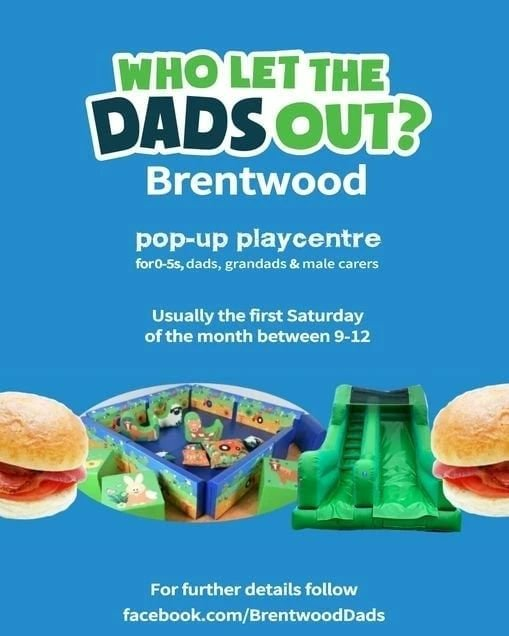 WHO LET THE
DADS OUT?
Brentwood
pop-up playcentre
for 0-5s, dads, grandads & male carers
Usually the first Saturday
of the month between 9-12
For further details follow
facebook.com/BrentwoodDads